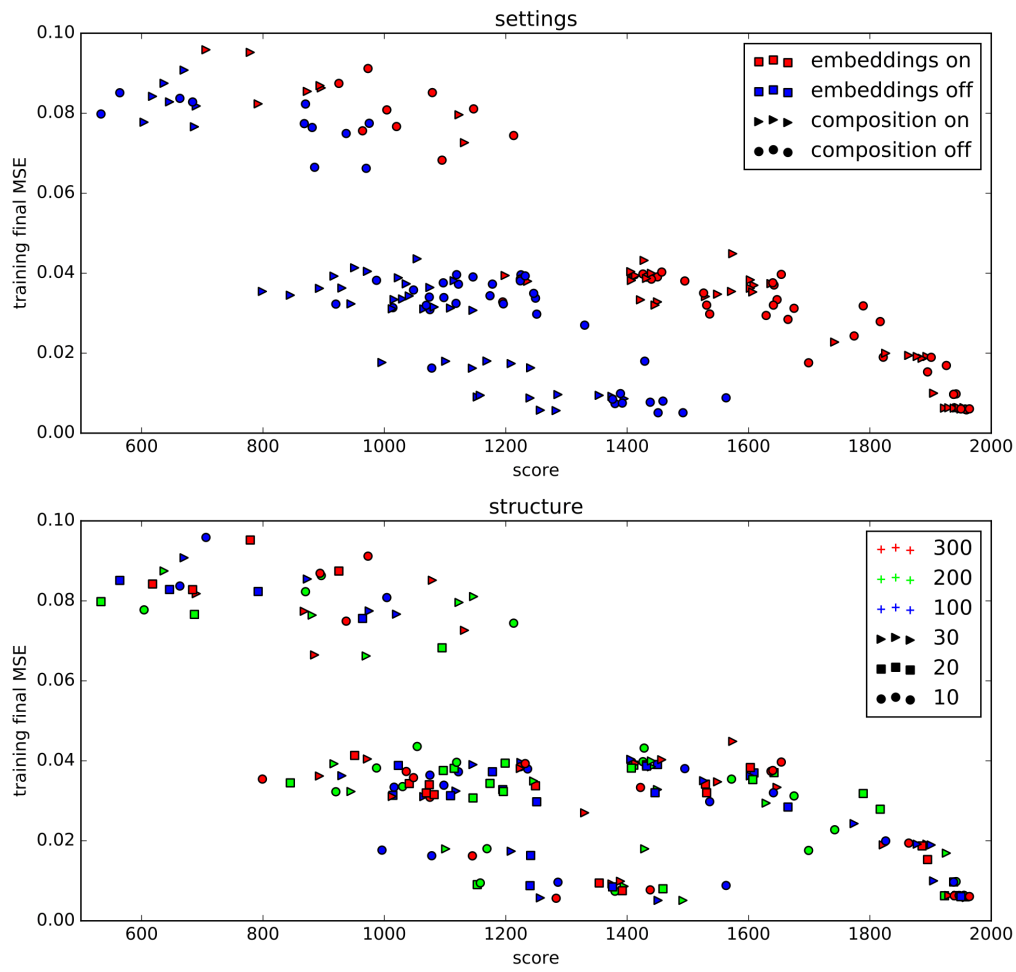 settings
0.10
0.08
0.06
0.04
0.02
0.00
training final MSE
600 800 1000 1200 1400 1600 1800 2000
score
embeddings on
embeddings off
composition on
composition off
structure
0.10
0.08
0.06
0.04
0.02
0.00
training final MSE
600 800 1000 1200 1400 1600 1800 2000
score
300
200
100
30
20
10